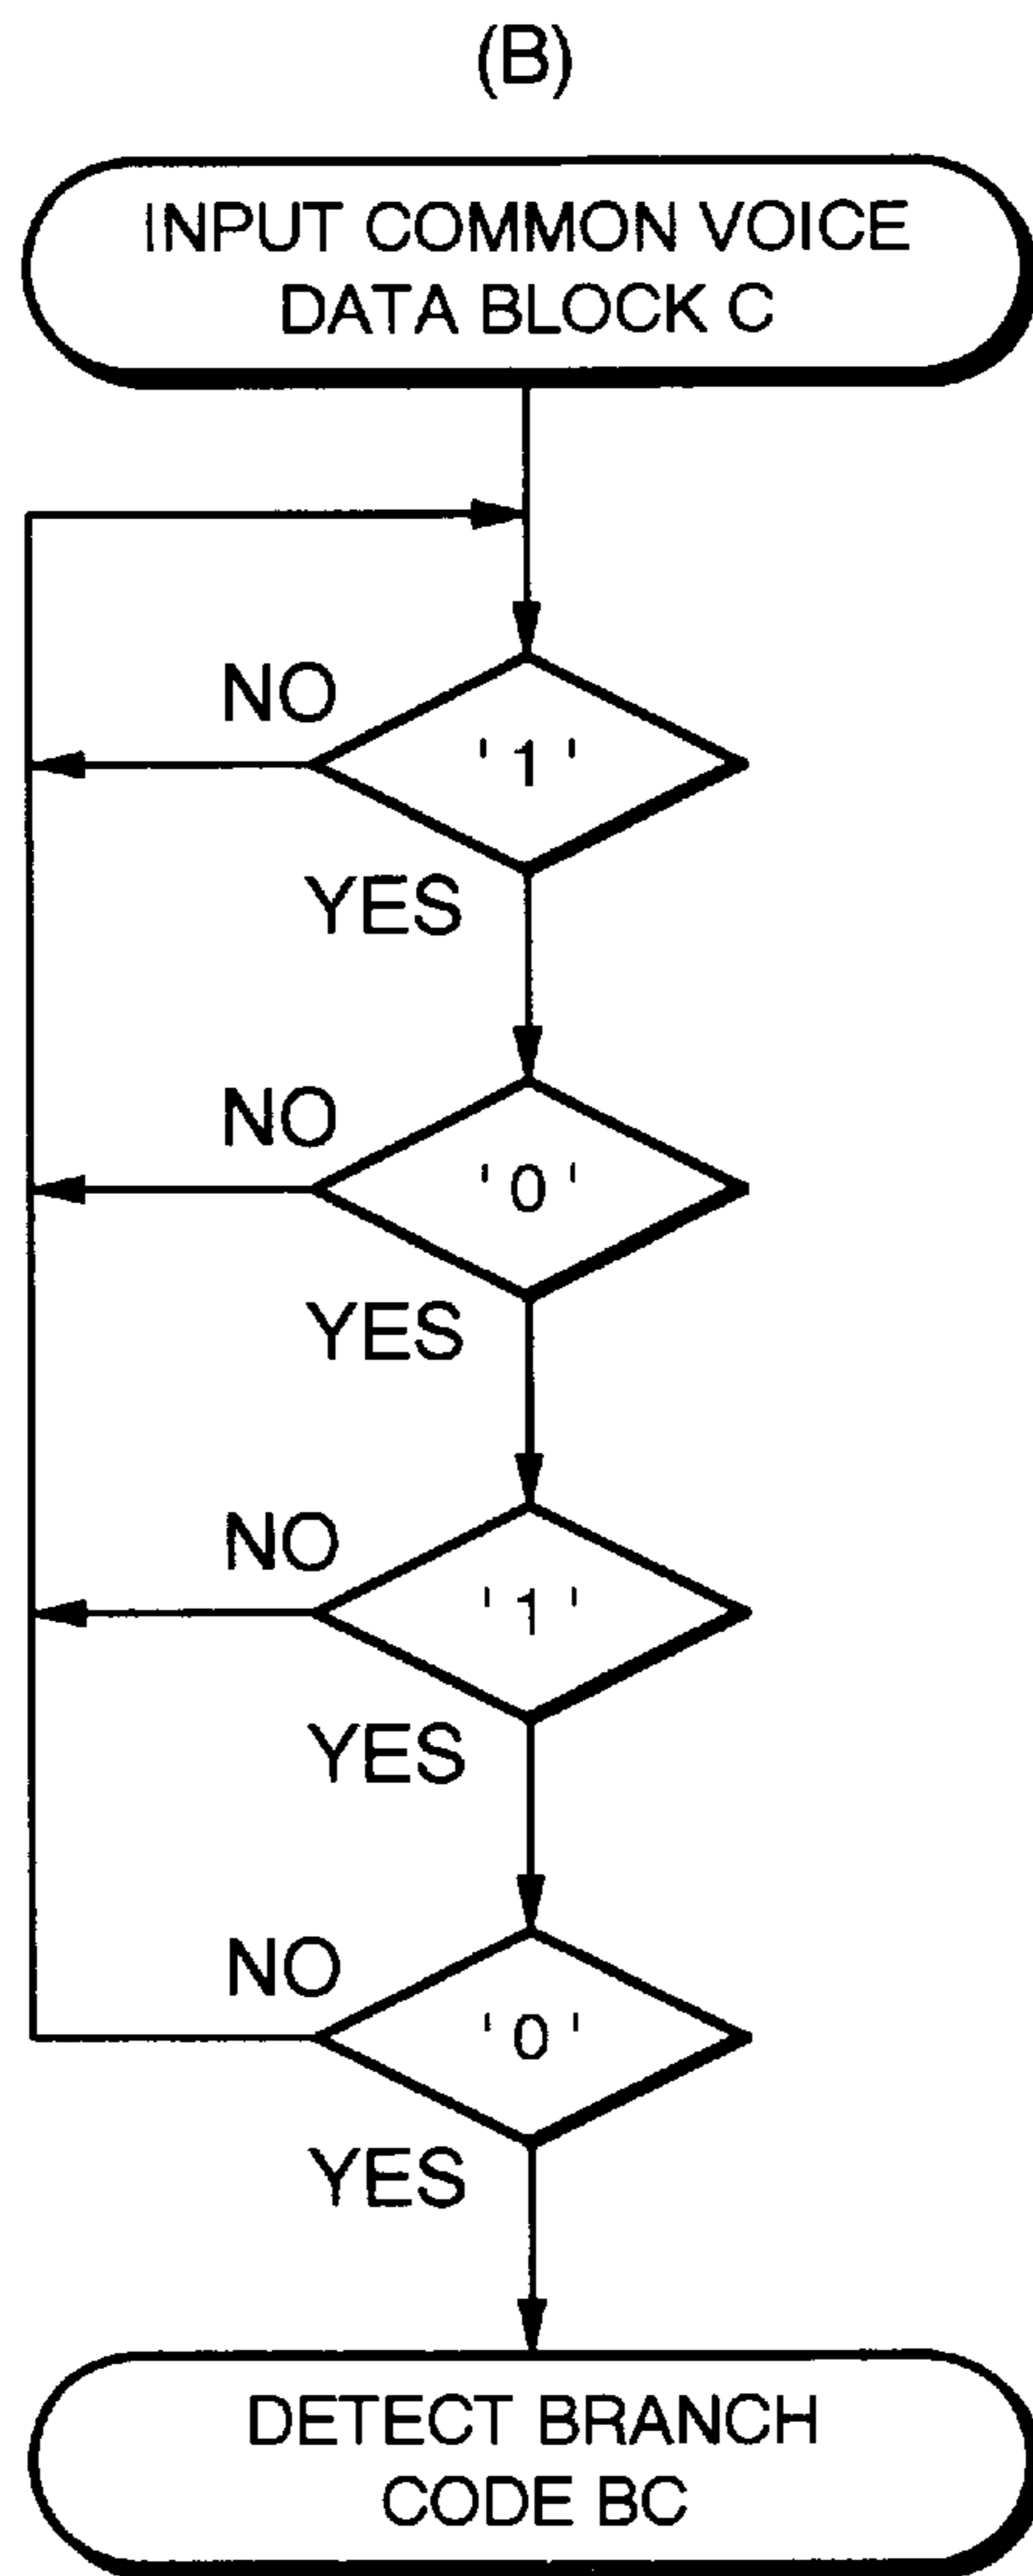 (B)
INPUT COMMON VOICE
DATA BLOCK C
NO
'1'
YES
NO
'0'
YES
NO
'1'
YES
NO
'0'
YES
DETECT BRANCH
CODE BC